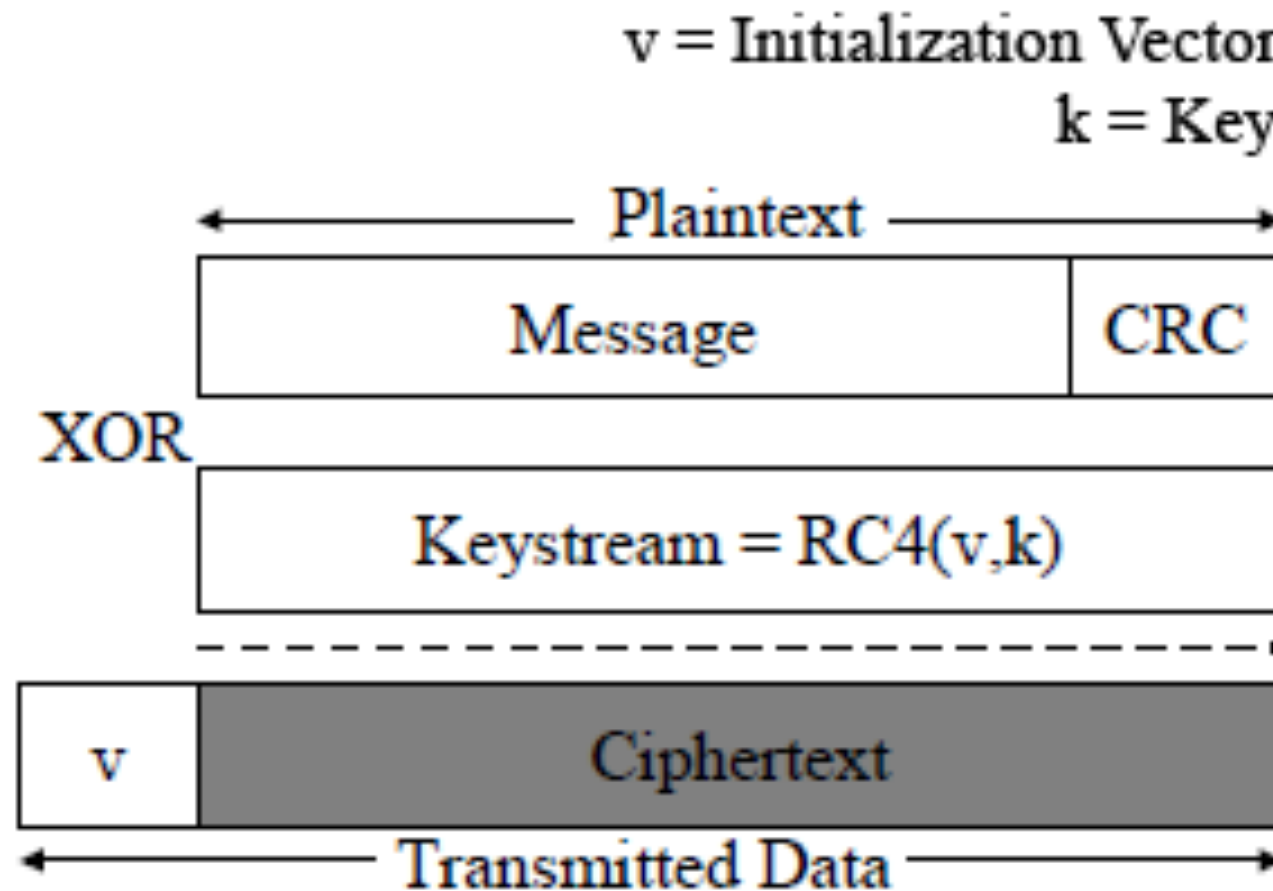 v = Initialization Vector
k = Key
Plaintext
Message CRC
XOR
Keystream = RC4(v,k)
v Ciphertext
Transmitted Data